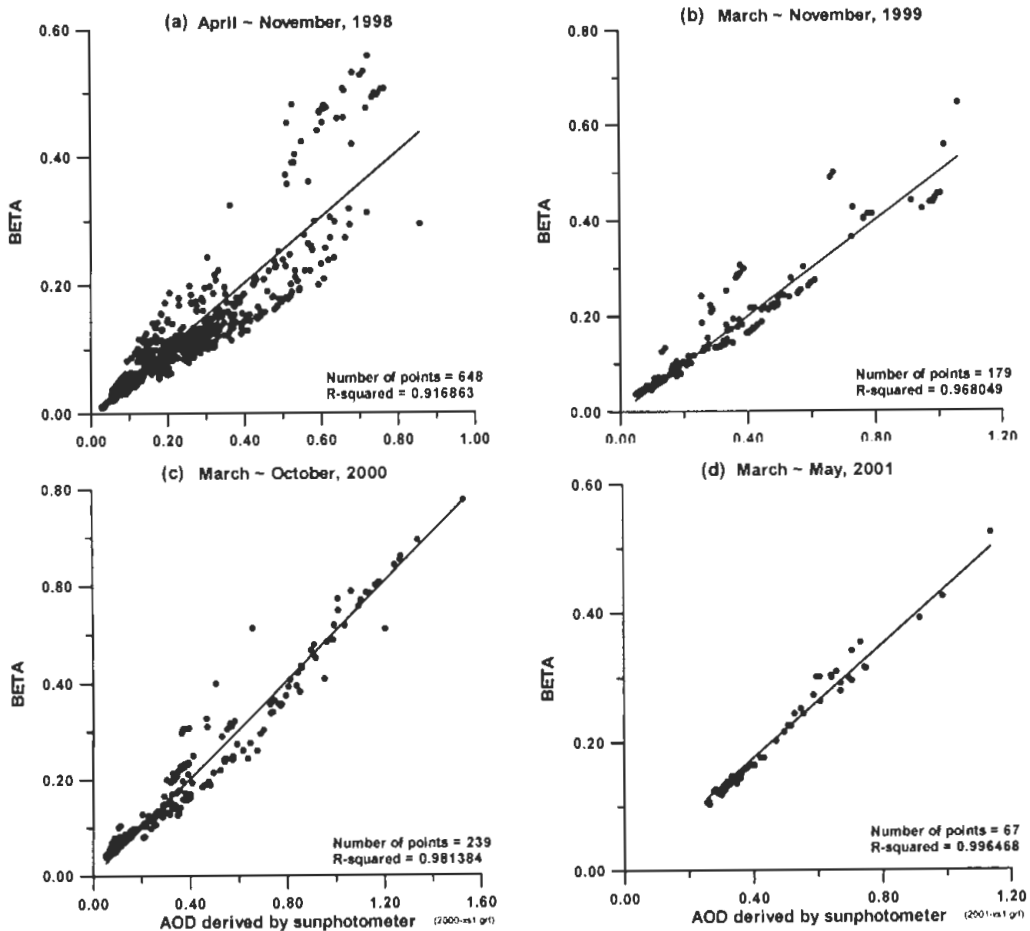 (a) April ~ November, 1998
0.60
0.40
0.20
0.00
BETA
Number of points = 648
R-squared = 0.916863
0.00 0.20 0.40 0.60 0.80 1.00
(b) March ~ November, 1999
0.80
0.60
0.40
0.20
0.00
BETA
Number of points = 179
R-squared = 0.968049
0.00 0.40 0.80 1.20
(c) March ~ October, 2000
0.80
0.60
0.40
0.20
0.00
BETA
Number of points = 239
R-squared = 0.981384
0.00 0.40 0.80 1.20 1.60
AOD derived by sunphotometer
(d) March ~ May, 2001
0.60
0.40
0.20
0.00
BETA
Number of points = 67
R-squared = 0.996468
0.00 0.40 0.80 1.20
AOD derived by sunphotometer